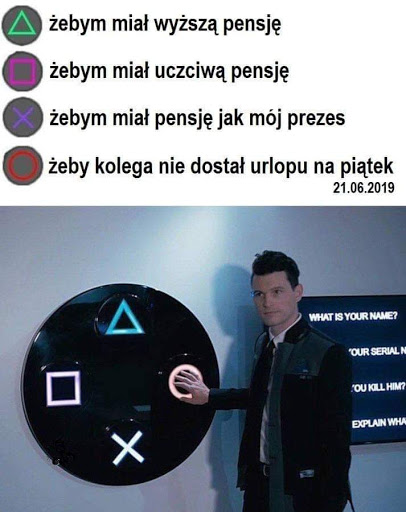 żebym miał wyższą pensję
żebym miał uczciwą pensję
żebym miał pensję jak mój prezes
żeby kolega nie dostał urlopu na piątek
21.06.2019
WHAT IS YOUR NAME?
YOUR SERIAL N
YOU KILL HIM?
EXPLAIN WHA